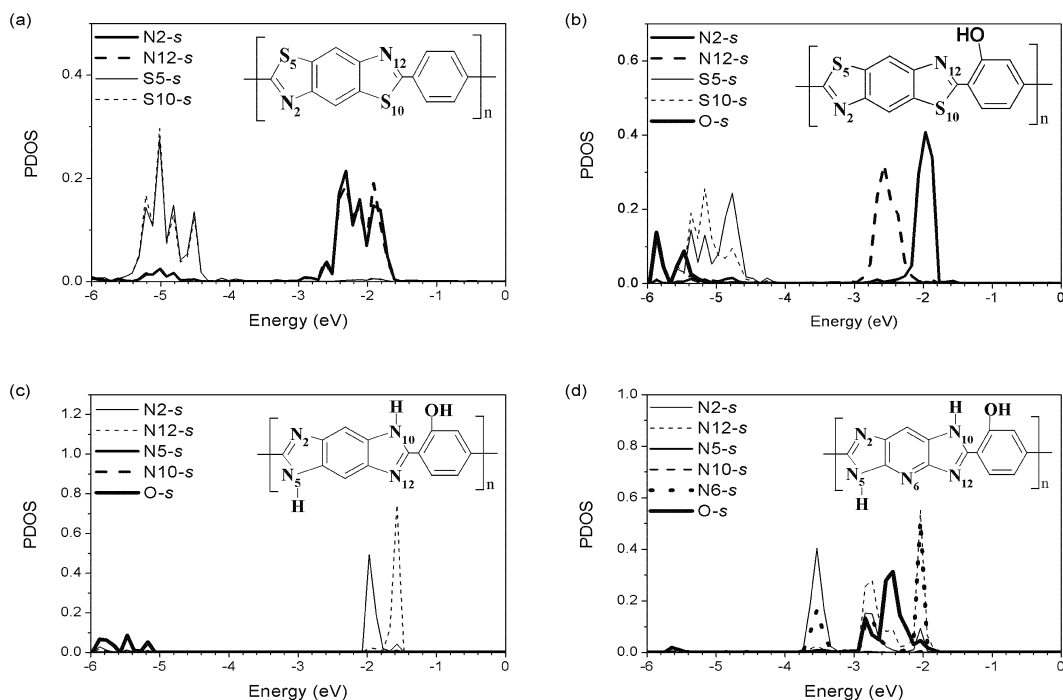 (a)
PDOS
0.4
0.2
0.0
N2-s
N12-s
S5-s
S10-s
S5
N12
N2
S10
n
-6 -5 -4 -3 -2 -1 0
Energy (eV)
(b)
PDOS
0.6
0.4
0.2
0.0
N2-s
N12-s
S5-s
S10-s
O-s
HO
S5
N12
N2
S10
n
-6 -5 -4 -3 -2 -1 0
Energy (eV)
(c)
PDOS
1.2
1.0
0.8
0.6
0.4
0.2
0.0
N2-s
N12-s
N5-s
N10-s
O-s
H
OH
N2
N10
N5
N12
H
n
-6 -5 -4 -3 -2 -1 0
Energy (eV)
(d)
PDOS
1.0
0.8
0.6
0.4
0.2
0.0
N2-s
N12-s
N5-s
N10-s
N6-s
O-s
H
OH
N2
N10
N5
N6
N12
H
n
-6 -5 -4 -3 -2 -1 0
Energy (eV)